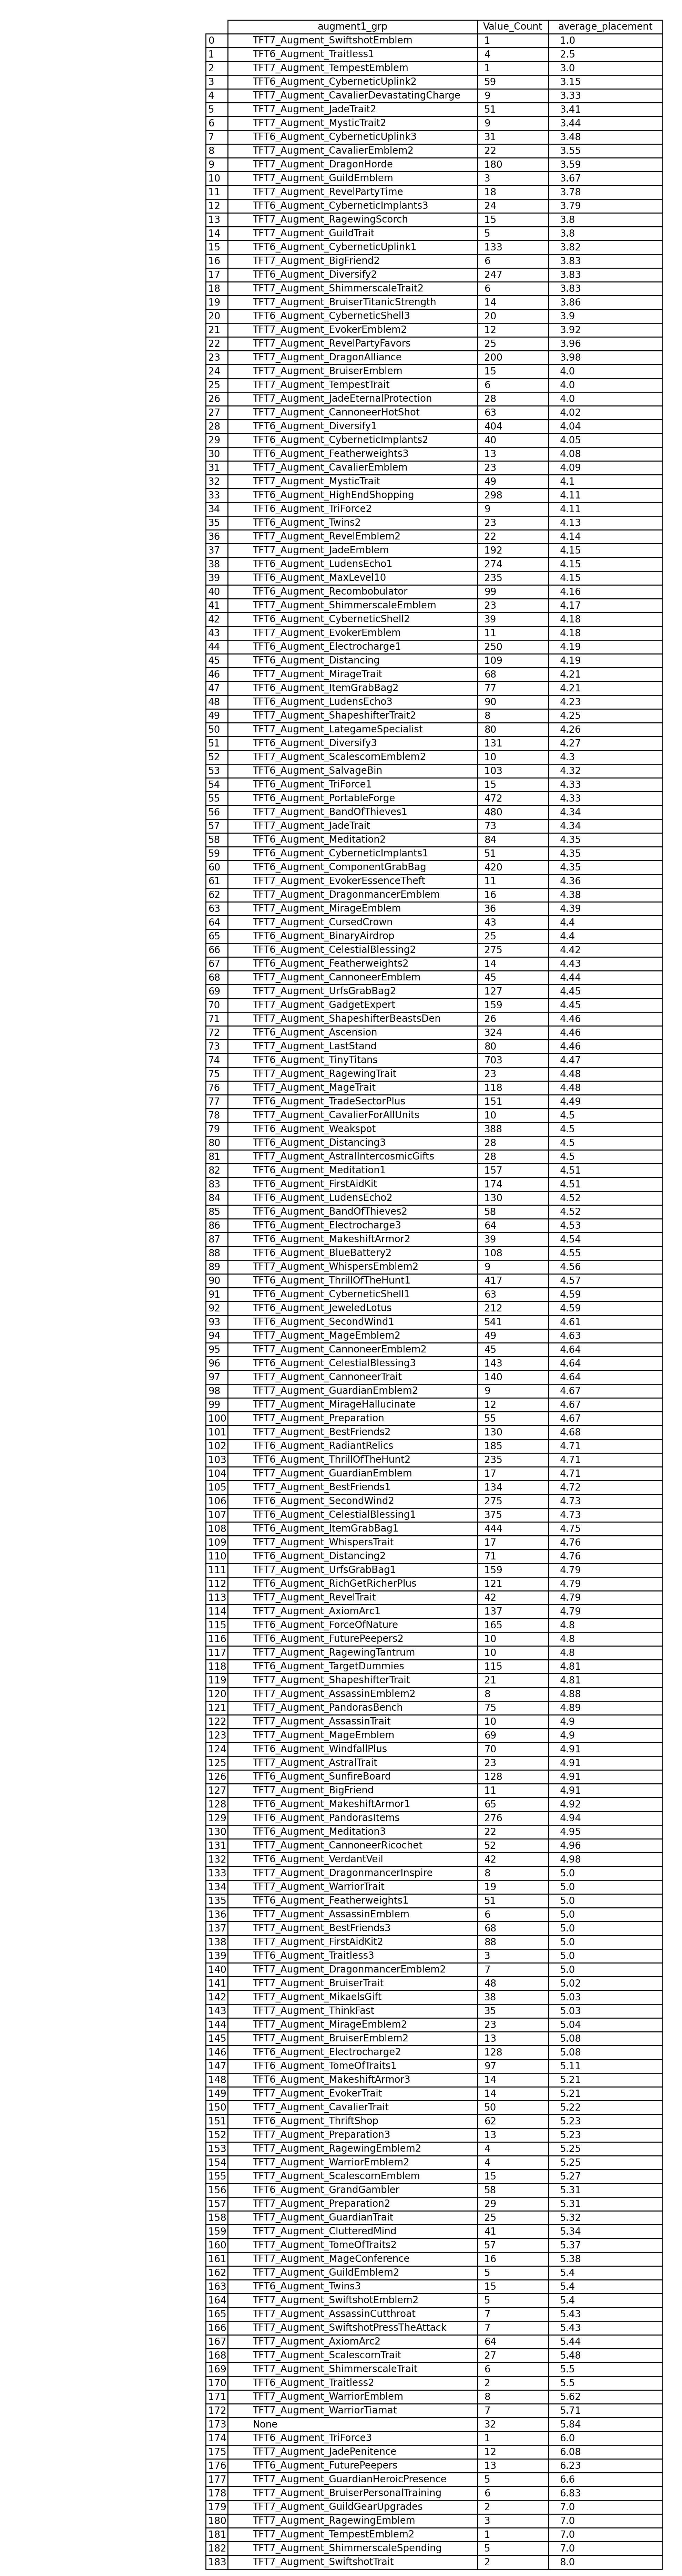 augment1_grp Value_Count average_placement
0 TFT7_Augment_SwiftshotEmblem 1 1.0
1 TFT6_Augment_Traitless1 4 2.5
2 TFT7_Augment_TempestEmblem 1 3.0
3 TFT6_Augment_CyberneticUplink2 59 3.15
4 TFT7_Augment_CavalierDevastatingCharge 9 3.33
5 TFT7_Augment_JadeTrait2 51 3.41
6 TFT7_Augment_MysticTrait2 9 3.44
7 TFT6_Augment_CyberneticUplink3 31 3.48
8 TFT7_Augment_CavalierEmblem2 22 3.55
9 TFT7_Augment_DragonHorde 180 3.59
10 TFT7_Augment_GuildEmblem 3 3.67
11 TFT7_Augment_RevelPartyTime 18 3.78
12 TFT6_Augment_CyberneticImplants3 24 3.79
13 TFT7_Augment_RagewingScorch 15 3.8
14 TFT7_Augment_GuildTrait 5 3.8
15 TFT6_Augment_CyberneticUplink1 133 3.82
16 TFT7_Augment_BigFriend2 6 3.83
17 TFT6_Augment_Diversify2 247 3.83
18 TFT7_Augment_ShimmerscaleTrait2 6 3.83
19 TFT7_Augment_BruiserTitanicStrength 14 3.86
20 TFT6_Augment_CyberneticShell3 20 3.9
21 TFT7_Augment_EvokerEmblem2 12 3.92
22 TFT7_Augment_RevelPartyFavors 25 3.96
23 TFT7_Augment_DragonAlliance 200 3.98
24 TFT7_Augment_BruiserEmblem 15 4.0
25 TFT7_Augment_TempestTrait 6 4.0
26 TFT7_Augment_JadeEternalProtection 28 4.0
27 TFT7_Augment_CannoneerHotShot 63 4.02
28 TFT6_Augment_Diversify1 404 4.04
29 TFT6_Augment_CyberneticImplants2 40 4.05
30 TFT6_Augment_Featherweights3 13 4.08
31 TFT7_Augment_CavalierEmblem 23 4.09
32 TFT7_Augment_MysticTrait 49 4.1
33 TFT6_Augment_HighEndShopping 298 4.11
34 TFT6_Augment_TriForce2 9 4.11
35 TFT6_Augment_Twins2 23 4.13
36 TFT7_Augment_RevelEmblem2 22 4.14
37 TFT7_Augment_JadeEmblem 192 4.15
38 TFT6_Augment_LudensEcho1 274 4.15
39 TFT6_Augment_MaxLevel10 235 4.15
40 TFT6_Augment_Recombobulator 99 4.16
41 TFT7_Augment_ShimmerscaleEmblem 23 4.17
42 TFT6_Augment_CyberneticShell2 39 4.18
43 TFT7_Augment_EvokerEmblem 11 4.18
44 TFT6_Augment_Electrocharge1 250 4.19
45 TFT6_Augment_Distancing 109 4.19
46 TFT7_Augment_MirageTrait 68 4.21
47 TFT6_Augment_ItemGrabBag2 77 4.21
48 TFT6_Augment_LudensEcho3 90 4.23
49 TFT7_Augment_ShapeshifterTrait2 8 4.25
50 TFT7_Augment_LategameSpecialist 80 4.26
51 TFT6_Augment_Diversify3 131 4.27
52 TFT7_Augment_ScalescornEmblem2 10 4.3
53 TFT6_Augment_SalvageBin 103 4.32
54 TFT6_Augment_TriForce1 15 4.33
55 TFT6_Augment_PortableForge 472 4.33
56 TFT7_Augment_BandOfThieves1 480 4.34
57 TFT7_Augment_JadeTrait 73 4.34
58 TFT6_Augment_Meditation2 84 4.35
59 TFT6_Augment_CyberneticImplants1 51 4.35
60 TFT6_Augment_ComponentGrabBag 420 4.35
61 TFT7_Augment_EvokerEssenceTheft 11 4.36
62 TFT7_Augment_DragonmancerEmblem 16 4.38
63 TFT7_Augment_MirageEmblem 36 4.39
64 TFT7_Augment_CursedCrown 43 4.4
65 TFT6_Augment_BinaryAirdrop 25 4.4
66 TFT6_Augment_CelestialBlessing2 275 4.42
67 TFT6_Augment_Featherweights2 14 4.43
68 TFT7_Augment_CannoneerEmblem 45 4.44
69 TFT7_Augment_UrfsGrabBag2 127 4.45
70 TFT7_Augment_GadgetExpert 159 4.45
71 TFT7_Augment_ShapeshifterBeastsDen 26 4.46
72 TFT6_Augment_Ascension 324 4.46
73 TFT7_Augment_LastStand 80 4.46
74 TFT6_Augment_TinyTitans 703 4.47
75 TFT7_Augment_RagewingTrait 23 4.48
76 TFT7_Augment_MageTrait 118 4.48
77 TFT6_Augment_TradeSectorPlus 151 4.49
78 TFT7_Augment_CavalierForAllUnits 10 4.5
79 TFT6_Augment_Weakspot 388 4.5
80 TFT6_Augment_Distancing3 28 4.5
81 TFT7_Augment_AstralIntercosmicGifts 28 4.5
82 TFT6_Augment_Meditation1 157 4.51
83 TFT6_Augment_FirstAidKit 174 4.51
84 TFT6_Augment_LudensEcho2 130 4.52
85 TFT6_Augment_BandOfThieves2 58 4.52
86 TFT6_Augment_Electrocharge3 64 4.53
87 TFT6_Augment_MakeshiftArmor2 39 4.54
88 TFT6_Augment_BlueBattery2 108 4.55
89 TFT7_Augment_WhispersEmblem2 9 4.56
90 TFT6_Augment_ThrillOfTheHunt1 417 4.57
91 TFT6_Augment_CyberneticShell1 63 4.59
92 TFT6_Augment_JeweledLotus 212 4.59
93 TFT6_Augment_SecondWind1 541 4.61
94 TFT7_Augment_MageEmblem2 49 4.63
95 TFT7_Augment_CannoneerEmblem2 45 4.64
96 TFT6_Augment_CelestialBlessing3 143 4.64
97 TFT7_Augment_CannoneerTrait 140 4.64
98 TFT7_Augment_GuardianEmblem2 9 4.67
99 TFT7_Augment_MirageHallucinate 12 4.67
100 TFT7_Augment_Preparation 55 4.67
101 TFT7_Augment_BestFriends2 130 4.68
102 TFT6_Augment_RadiantRelics 185 4.71
103 TFT6_Augment_ThrillOfTheHunt2 235 4.71
104 TFT7_Augment_GuardianEmblem 17 4.71
105 TFT7_Augment_BestFriends1 134 4.72
106 TFT6_Augment_SecondWind2 275 4.73
107 TFT6_Augment_CelestialBlessing1 375 4.73
108 TFT6_Augment_ItemGrabBag1 444 4.75
109 TFT7_Augment_WhispersTrait 17 4.76
110 TFT6_Augment_Distancing2 71 4.76
111 TFT7_Augment_UrfsGrabBag1 159 4.79
112 TFT6_Augment_RichGetRicherPlus 121 4.79
113 TFT7_Augment_RevelTrait 42 4.79
114 TFT7_Augment_AxiomArc1 137 4.79
115 TFT6_Augment_ForceOfNature 165 4.8
116 TFT6_Augment_FuturePeepers2 10 4.8
117 TFT7_Augment_RagewingTantrum 10 4.8
118 TFT6_Augment_TargetDummies 115 4.81
119 TFT7_Augment_ShapeshifterTrait 21 4.81
120 TFT7_Augment_AssassinEmblem2 8 4.88
121 TFT7_Augment_PandorasBench 75 4.89
122 TFT7_Augment_AssassinTrait 10 4.9
123 TFT7_Augment_MageEmblem 69 4.9
124 TFT6_Augment_WindfallPlus 70 4.91
125 TFT7_Augment_AstralTrait 23 4.91
126 TFT6_Augment_SunfireBoard 128 4.91
127 TFT7_Augment_BigFriend 11 4.91
128 TFT6_Augment_MakeshiftArmor1 65 4.92
129 TFT6_Augment_PandorasItems 276 4.94
130 TFT6_Augment_Meditation3 22 4.95
131 TFT7_Augment_CannoneerRicochet 52 4.96
132 TFT6_Augment_VerdantVeil 42 4.98
133 TFT7_Augment_DragonmancerInspire 8 5.0
134 TFT7_Augment_WarriorTrait 19 5.0
135 TFT6_Augment_Featherweights1 51 5.0
136 TFT7_Augment_AssassinEmblem 6 5.0
137 TFT7_Augment_BestFriends3 68 5.0
138 TFT7_Augment_FirstAidKit2 88 5.0
139 TFT6_Augment_Traitless3 3 5.0
140 TFT7_Augment_DragonmancerEmblem2 7 5.0
141 TFT7_Augment_BruiserTrait 48 5.02
142 TFT7_Augment_MikaelsGift 38 5.03
143 TFT7_Augment_ThinkFast 35 5.03
144 TFT7_Augment_MirageEmblem2 23 5.04
145 TFT7_Augment_BruiserEmblem2 13 5.08
146 TFT6_Augment_Electrocharge2 128 5.08
147 TFT6_Augment_TomeOfTraits1 97 5.11
148 TFT6_Augment_MakeshiftArmor3 14 5.21
149 TFT7_Augment_EvokerTrait 14 5.21
150 TFT7_Augment_CavalierTrait 50 5.22
151 TFT6_Augment_ThriftShop 62 5.23
152 TFT7_Augment_Preparation3 13 5.23
153 TFT7_Augment_RagewingEmblem2 4 5.25
154 TFT7_Augment_WarriorEmblem2 4 5.25
155 TFT7_Augment_ScalescornEmblem 15 5.27
156 TFT6_Augment_GrandGambler 58 5.31
157 TFT7_Augment_Preparation2 29 5.31
158 TFT7_Augment_GuardianTrait 25 5.32
159 TFT7_Augment_ClutteredMind 41 5.34
160 TFT7_Augment_TomeOfTraits2 57 5.37
161 TFT7_Augment_MageConference 16 5.38
162 TFT7_Augment_GuildEmblem2 5 5.4
163 TFT6_Augment_Twins3 15 5.4
164 TFT7_Augment_SwiftshotEmblem2 5 5.4
165 TFT7_Augment_AssassinCutthroat 7 5.43
166 TFT7_Augment_SwiftshotPressTheAttack 7 5.43
167 TFT7_Augment_AxiomArc2 64 5.44
168 TFT7_Augment_ScalescornTrait 27 5.48
169 TFT7_Augment_ShimmerscaleTrait 6 5.5
170 TFT6_Augment_Traitless2 2 5.5
171 TFT7_Augment_WarriorEmblem 8 5.62
172 TFT7_Augment_WarriorTiamat 7 5.71
173 None 32 5.84
174 TFT6_Augment_TriForce3 1 6.0
175 TFT7_Augment_JadePenitence 12 6.08
176 TFT6_Augment_FuturePeepers 13 6.23
177 TFT7_Augment_GuardianHeroicPresence 5 6.6
178 TFT7_Augment_BruiserPersonalTraining 6 6.83
179 TFT7_Augment_GuildGearUpgrades 2 7.0
180 TFT7_Augment_RagewingEmblem 3 7.0
181 TFT7_Augment_TempestEmblem2 1 7.0
182 TFT7_Augment_ShimmerscaleSpending 5 7.0
183 TFT7_Augment_SwiftshotTrait 2 8.0